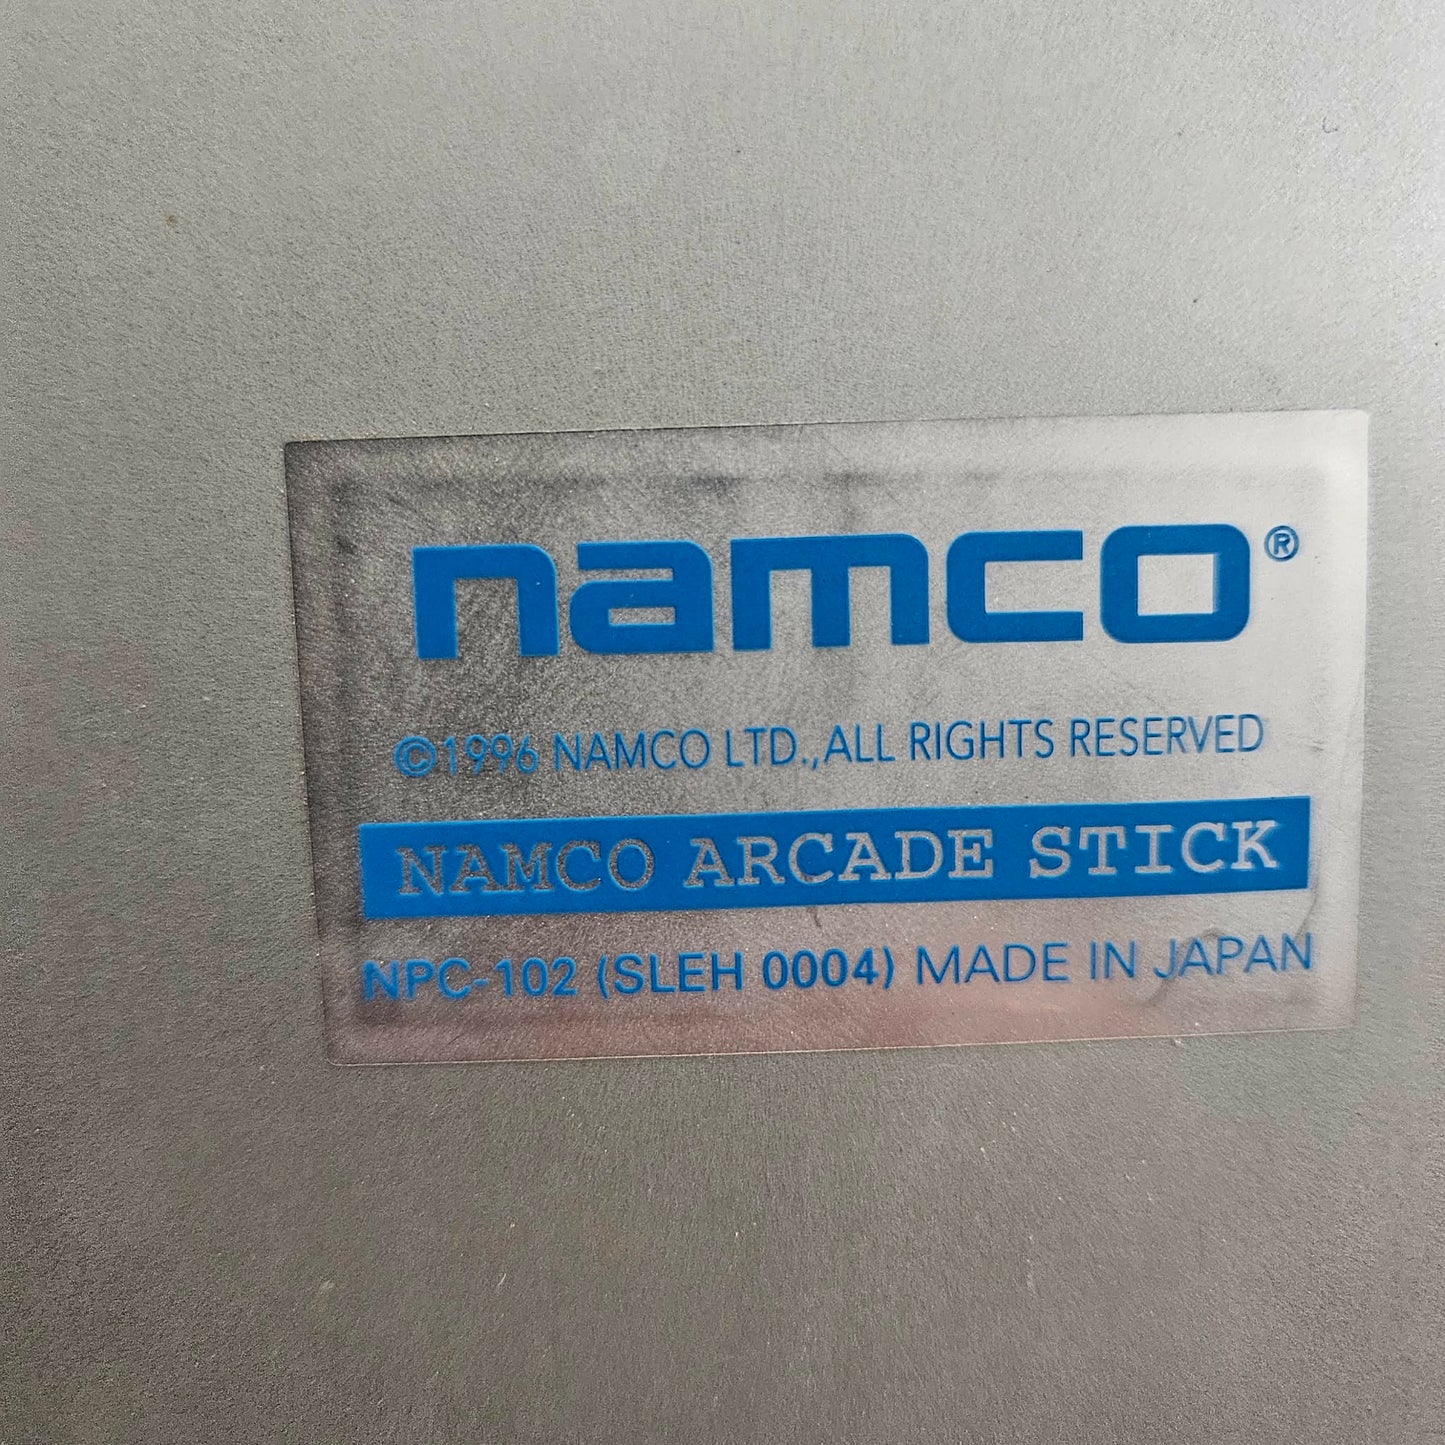 namco®
©1996 NAMCO LTD.,ALL RIGHTS RESERVED
NAMCO ARCADE STICK
NPC-102 (SLEH 0004) MADE IN JAPAN